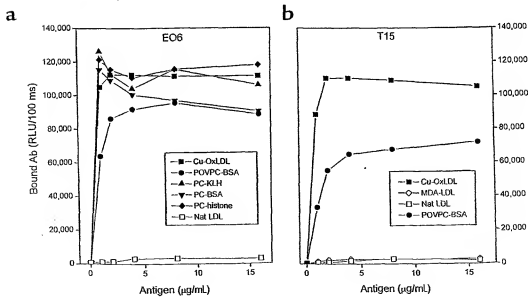 a
EO6
140,000
120,000
100,000
80,000
60,000
40,000
20,000
0
Bound Ab (RLU/100 ms)
Cu-OxLDL
POVPC-BSA
PC-KLH
PC-BSA
PC-histone
Nat LDL
0 5 10 15
Antigen (µg/mL)
b
T15
140,000
120,000
100,000
80,000
60,000
40,000
20,000
0
Cu-OxLDL
MDA-LDL
Nat LDL
POVPC-BSA
0 5 10 15
Antigen (µg/mL)